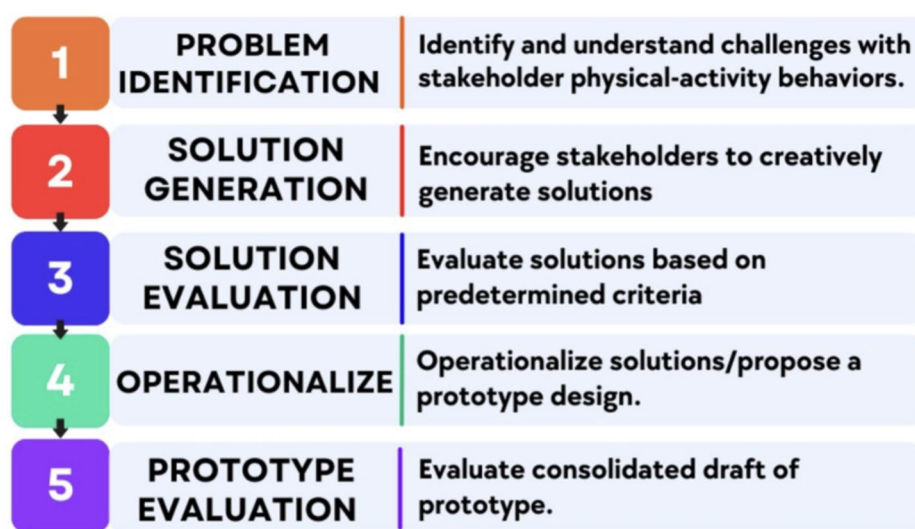 1
PROBLEM
IDENTIFICATION
Identify and understand challenges with
stakeholder physical-activity behaviors.
2
SOLUTION
GENERATION
Encourage stakeholders to creatively
generate solutions
3
SOLUTION
EVALUATION
Evaluate solutions based on
predetermined criteria
4
OPERATIONALIZE
Operationalize solutions/propose a
prototype design.
5
PROTOTYPE
EVALUATION
Evaluate consolidated draft of
prototype.